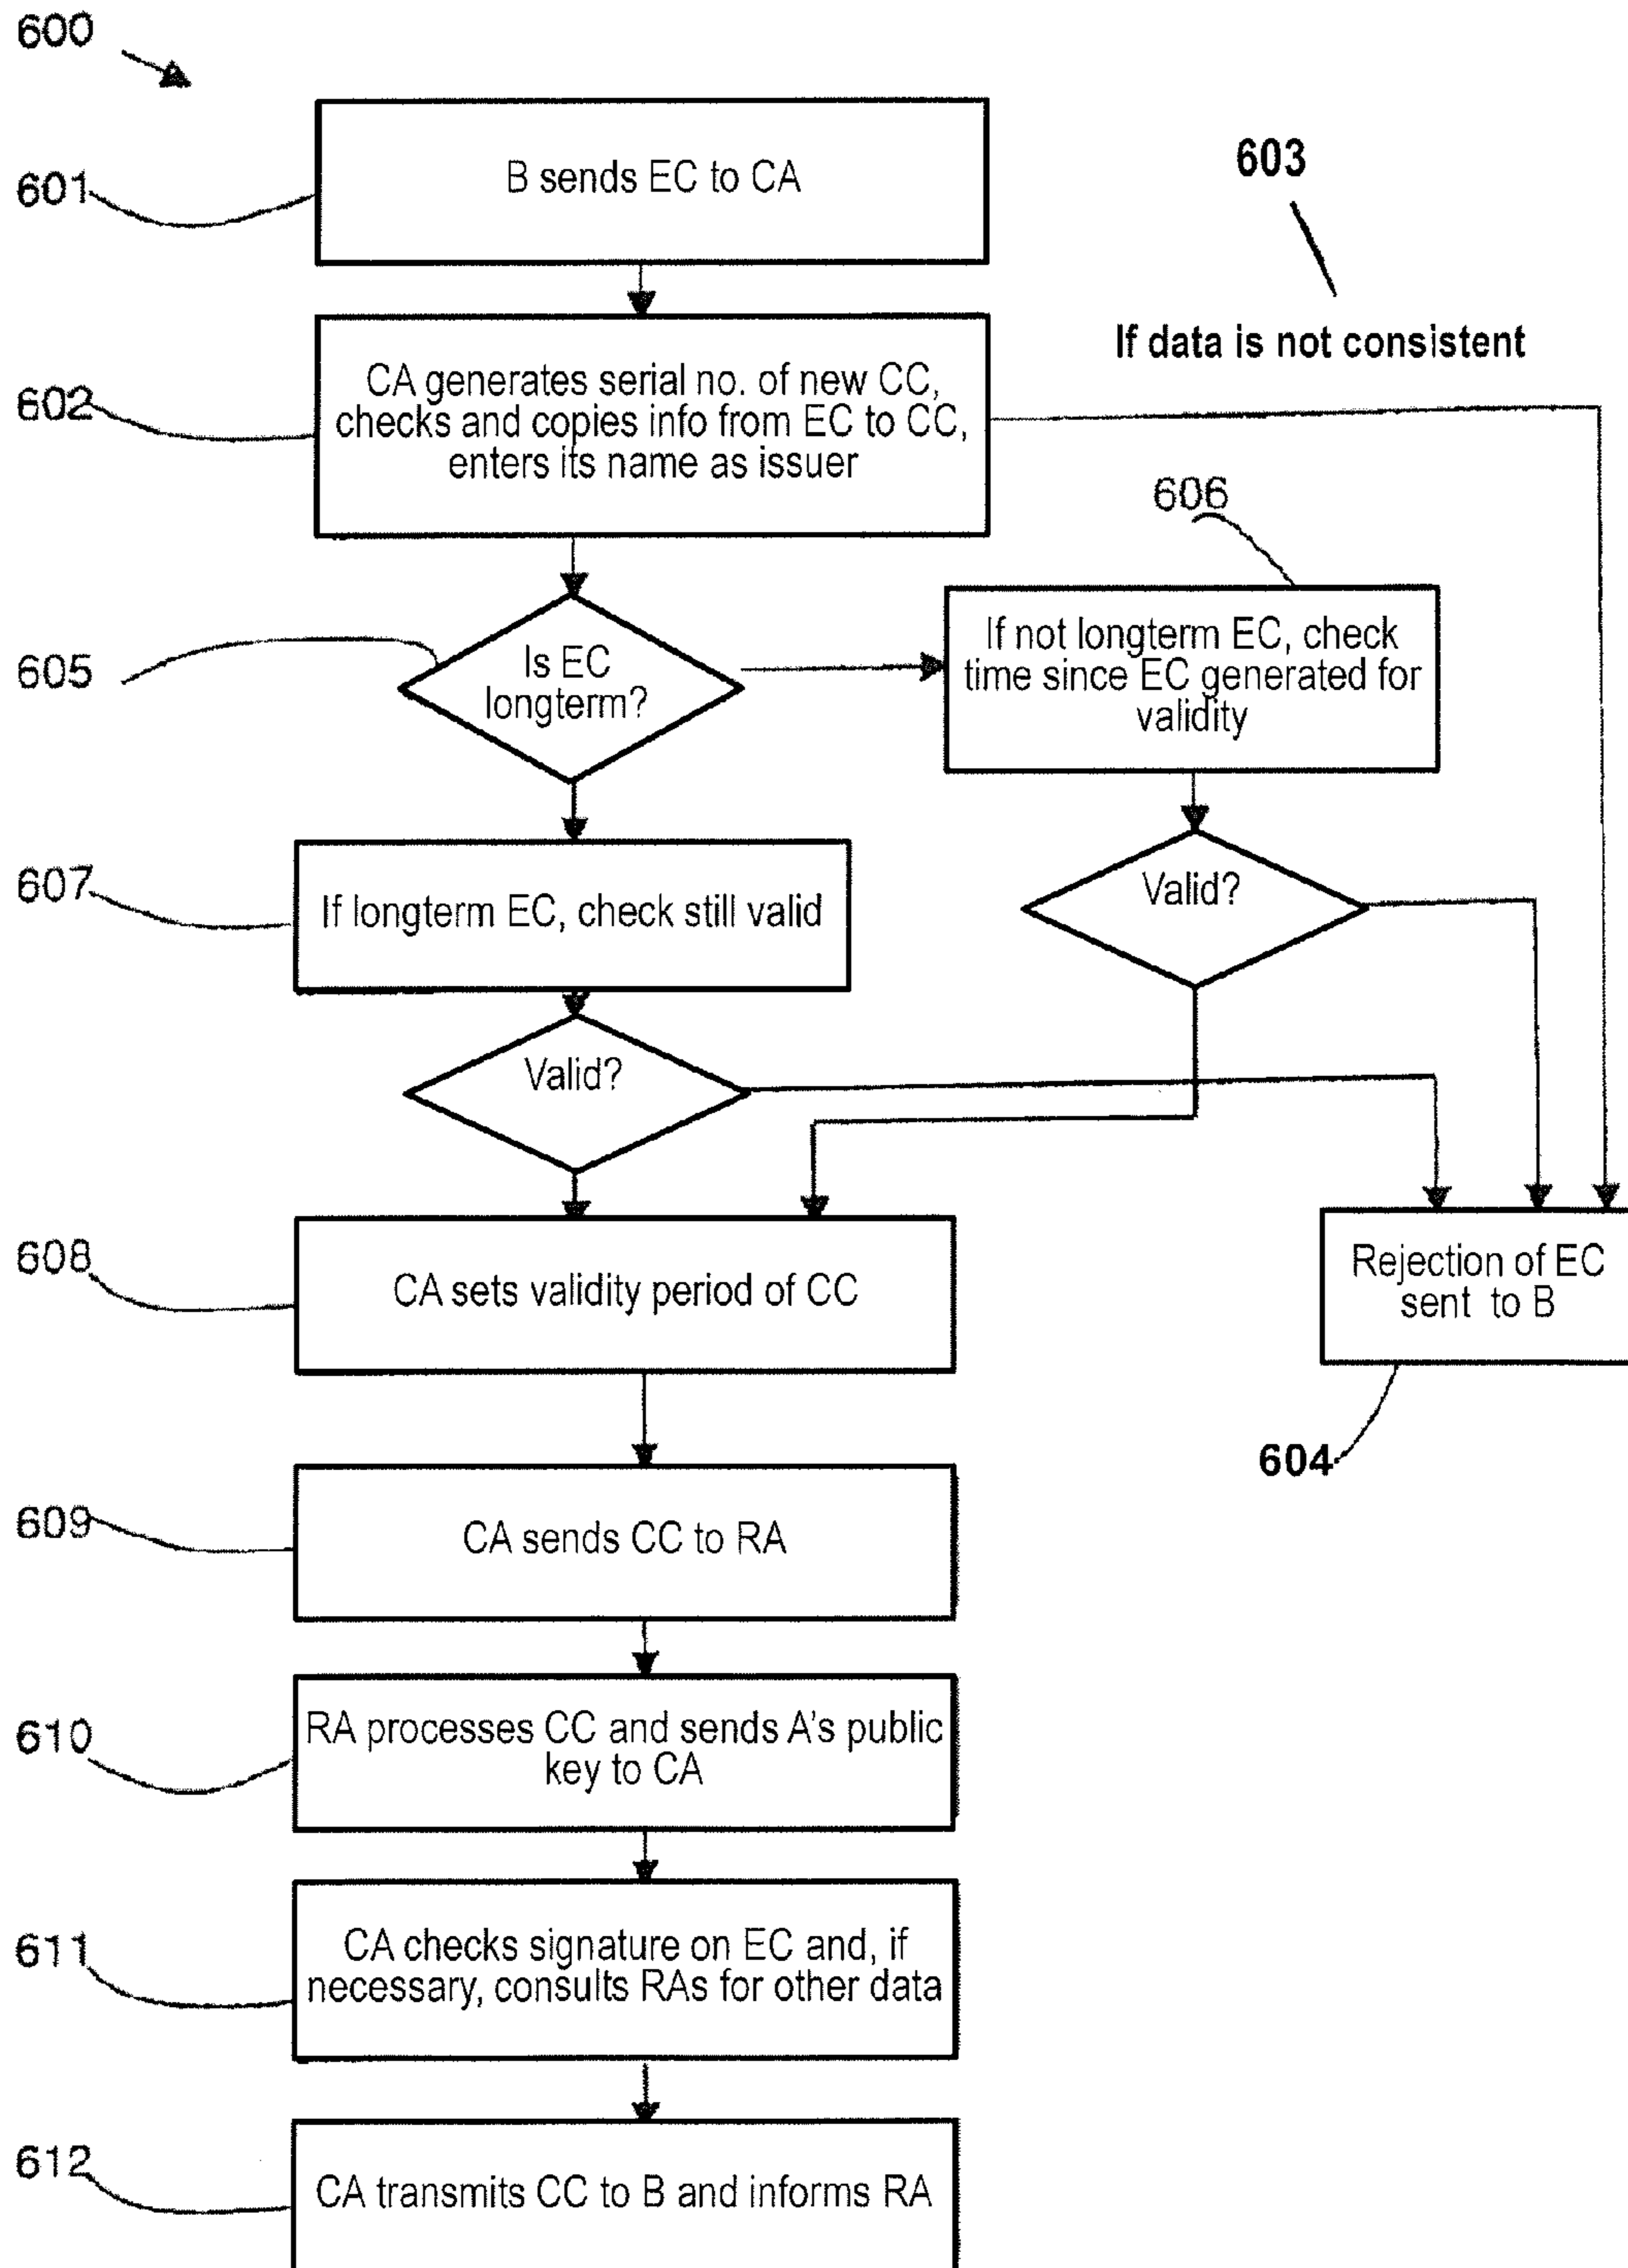 600
601
B sends EC to CA
603
If data is not consistent
602
CA generates serial no. of new CC,
checks and copies info from EC to CC,
enters its name as issuer
606
605
Is EC
longterm?
If not longterm EC, check
time since EC generated for
validity
607
If longterm EC, check still valid
Valid?
Valid?
608
CA sets validity period of CC
Rejection of EC
sent to B
604
609
CA sends CC to RA
610
RA processes CC and sends A's public
key to CA
611
CA checks signature on EC and, if
necessary, consults RAs for other data
612
CA transmits CC to B and informs RA